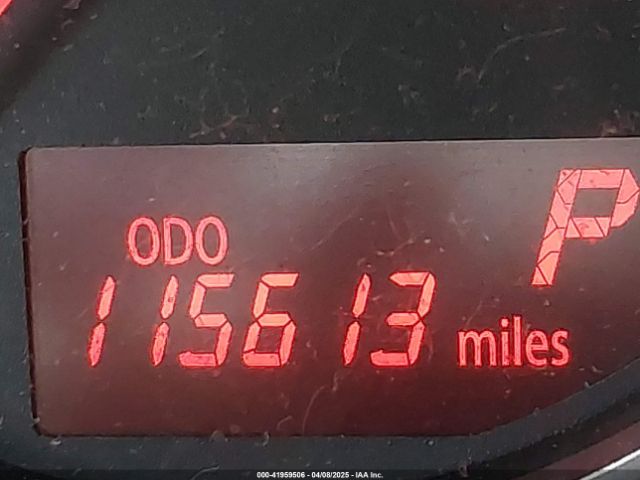 P
ODO
115613 miles
000-41959506 - 04/08/2025 - IAA Inc.